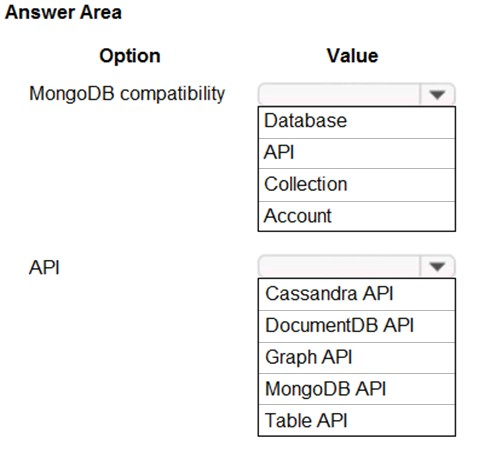 Answer Area
Option Value
MongoDB compatibility
Database
API
Collection
Account
API
Cassandra API
DocumentDB API
Graph API
MongoDB API
Table API